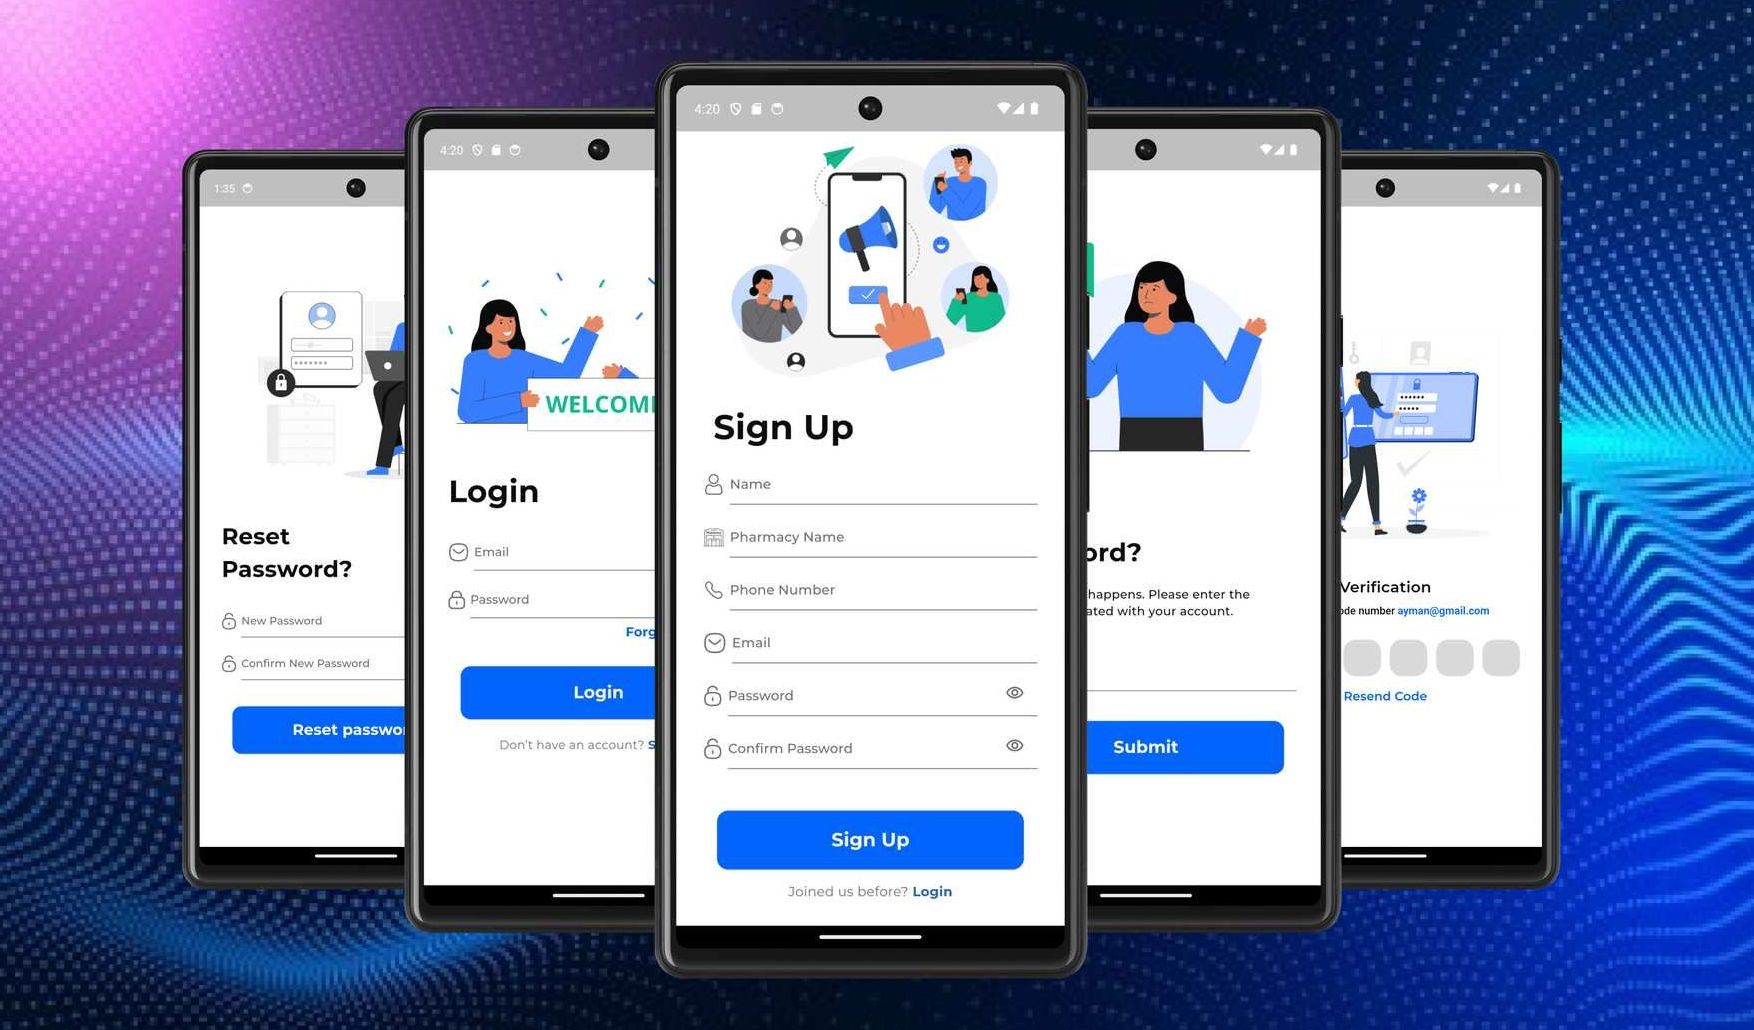 1:35
Reset
Password?
New Password
Confirm New Password
4:20
WELCOM
Login
Email
Password
Forg
Login
Don't have an account?
4:20
Sign Up
Name
Pharmacy Name
Phone Number
Email
Password
Confirm Password
Sign Up
Joined us before? Login
ord?
happens. Please enter the
ated with your account.
Submit
Verification
ode number ayman@gmail.com
Resend Code
Reset passwo